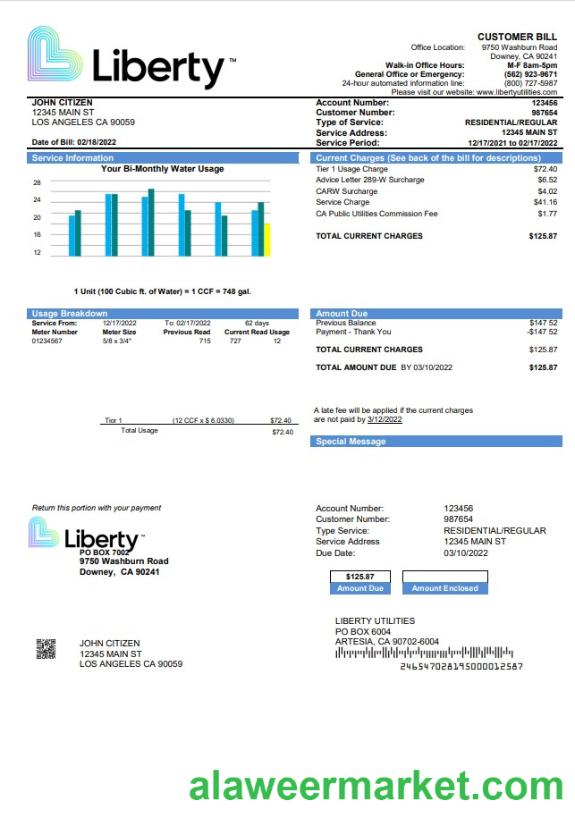 Liberty™
CUSTOMER BILL
Office Location: 9750 Washburn Road
Downey, CA 90241
Walk-in Office Hours: M-F 8am-5pm
General Office or Emergency: (562) 923-9671
24-hour automated information line: (800) 727-5987
Please visit our website: www.libertyutilities.com
JOHN CITIZEN
12345 MAIN ST
LOS ANGELES CA 90059
Date of Bill: 02/18/2022
Account Number: 123456
Customer Number: 987654
Type of Service: RESIDENTIAL/REGULAR
Service Address: 12345 MAIN ST
Service Period: 12/17/2021 to 02/17/2022
Service Information
Your Bi-Monthly Water Usage
28
24
20
16
12
1 Unit (100 Cubic ft. of Water) = 1 CCF = 748 gal.
Current Charges (See back of the bill for descriptions)
Tier 1 Usage Charge $72.40
Advice Letter 289-W Surcharge $6.52
CARW Surcharge $4.02
Service Charge $41.16
CA Public Utilities Commission Fee $1.77
TOTAL CURRENT CHARGES $125.87
Usage Breakdown
Service From: 12/17/2022 To: 02/17/2022 62 days
Meter Number Meter Size Previous Read Current Read Usage
01234567 5/8 x 3/4" 715 727 12
Tier 1 (12 CCF x $ 6.0330) $72.40
Total Usage $72.40
Amount Due
Previous Balance $147.52
Payment - Thank You -$147.52
TOTAL CURRENT CHARGES $125.87
TOTAL AMOUNT DUE BY 03/10/2022 $125.87
A late fee will be applied if the current charges
are not paid by 3/12/2022
Special Message
Return this portion with your payment
Liberty™
PO BOX 7002
9750 Washburn Road
Downey, CA 90241
Account Number: 123456
Customer Number: 987654
Type Service: RESIDENTIAL/REGULAR
Service Address 12345 MAIN ST
Due Date: 03/10/2022
$125.87
Amount Due Amount Enclosed
JOHN CITIZEN
12345 MAIN ST
LOS ANGELES CA 90059
LIBERTY UTILITIES
PO BOX 6004
ARTESIA, CA 90702-6004
2465470281950000012587
alaweermarket.com